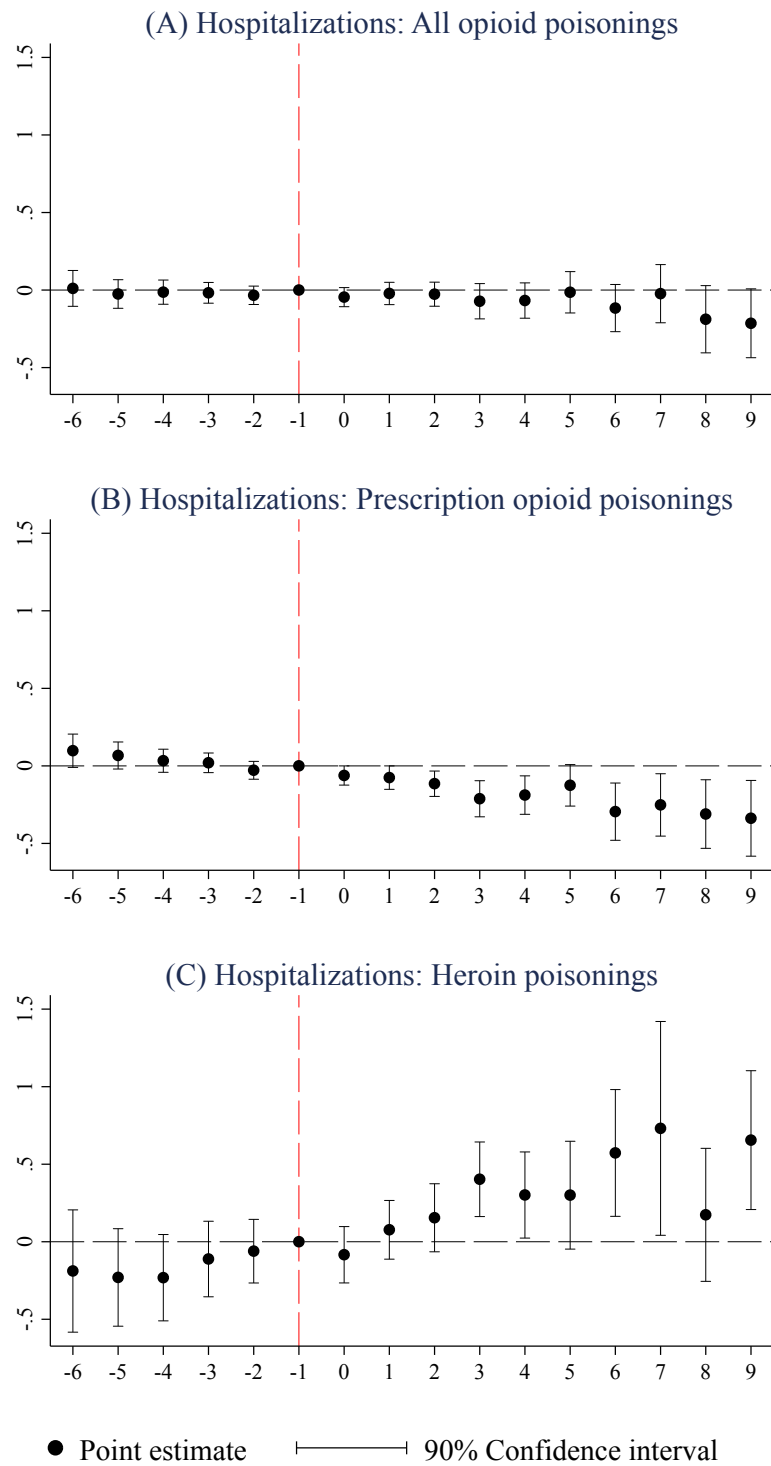 (A) Hospitalizations: All opioid poisonings
1.5
1
.5
0
-.5
-6 -5 -4 -3 -2 -1 0 1 2 3 4 5 6 7 8 9
(B) Hospitalizations: Prescription opioid poisonings
1.5
1
.5
0
-.5
-6 -5 -4 -3 -2 -1 0 1 2 3 4 5 6 7 8 9
(C) Hospitalizations: Heroin poisonings
1.5
1
.5
0
-.5
-6 -5 -4 -3 -2 -1 0 1 2 3 4 5 6 7 8 9
Point estimate 90% Confidence interval